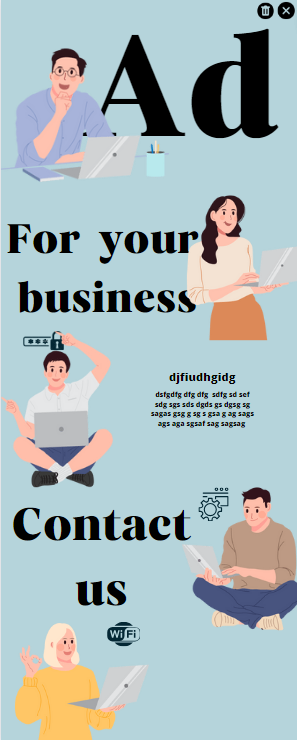 Ad
For your
business
djfiudhgidg
dsfgdfg dfg dfg sdfg sd sef
sdg sgs sds dgds gs dgsg sg
sagas gsg g sg s gsa g ag sags
ags aga sgsaf sag sagsag
Contact
us
WiFi